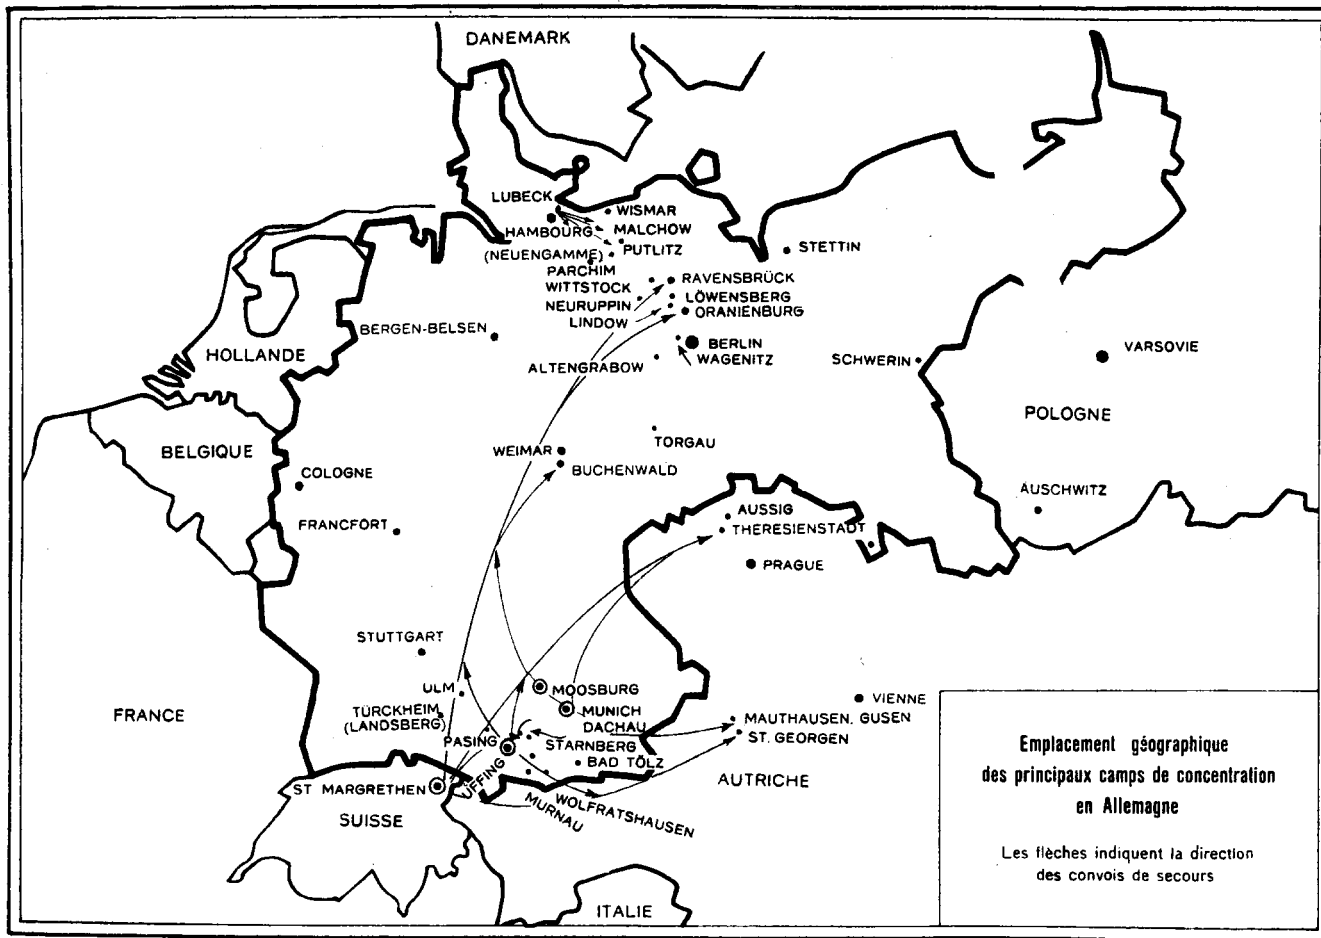 DANEMARK
LUBECK
WISMAR
HAMBOURG
MALCHOW
(NEUENGAMME)
PUTLITZ
STETTIN
PARCHIM
WITTSTOCK
RAVENSBRÜCK
NEURUPPIN
LÖWENSBERG
LINDOW
ORANIENBURG
BERGEN-BELSEN
BERLIN
HOLLANDE
WAGENITZ
ALTENGRABOW
SCHWERIN
VARSOVIE
POLOGNE
BELGIQUE
TORGAU
WEIMAR
BUCHENWALD
COLOGNE
AUSCHWITZ
FRANCFORT
AUSSIG
THERESIENSTADT
PRAGUE
STUTTGART
ULM
MOOSBURG
VIENNE
TÜRCKHEIM
(LANDSBERG)
MUNICH
DACHAU
MAUTHAUSEN. GUSEN
FRANCE
PASING
STARNBERG
ST. GEORGEN
BAD TÖLZ
UFFING
AUTRICHE
ST MARGRETHEN
WOLFRATSHAUSEN
MURNAU
SUISSE
ITALIE
Emplacement géographique
des principaux camps de concentration
en Allemagne
Les flèches indiquent la direction
des convois de secours